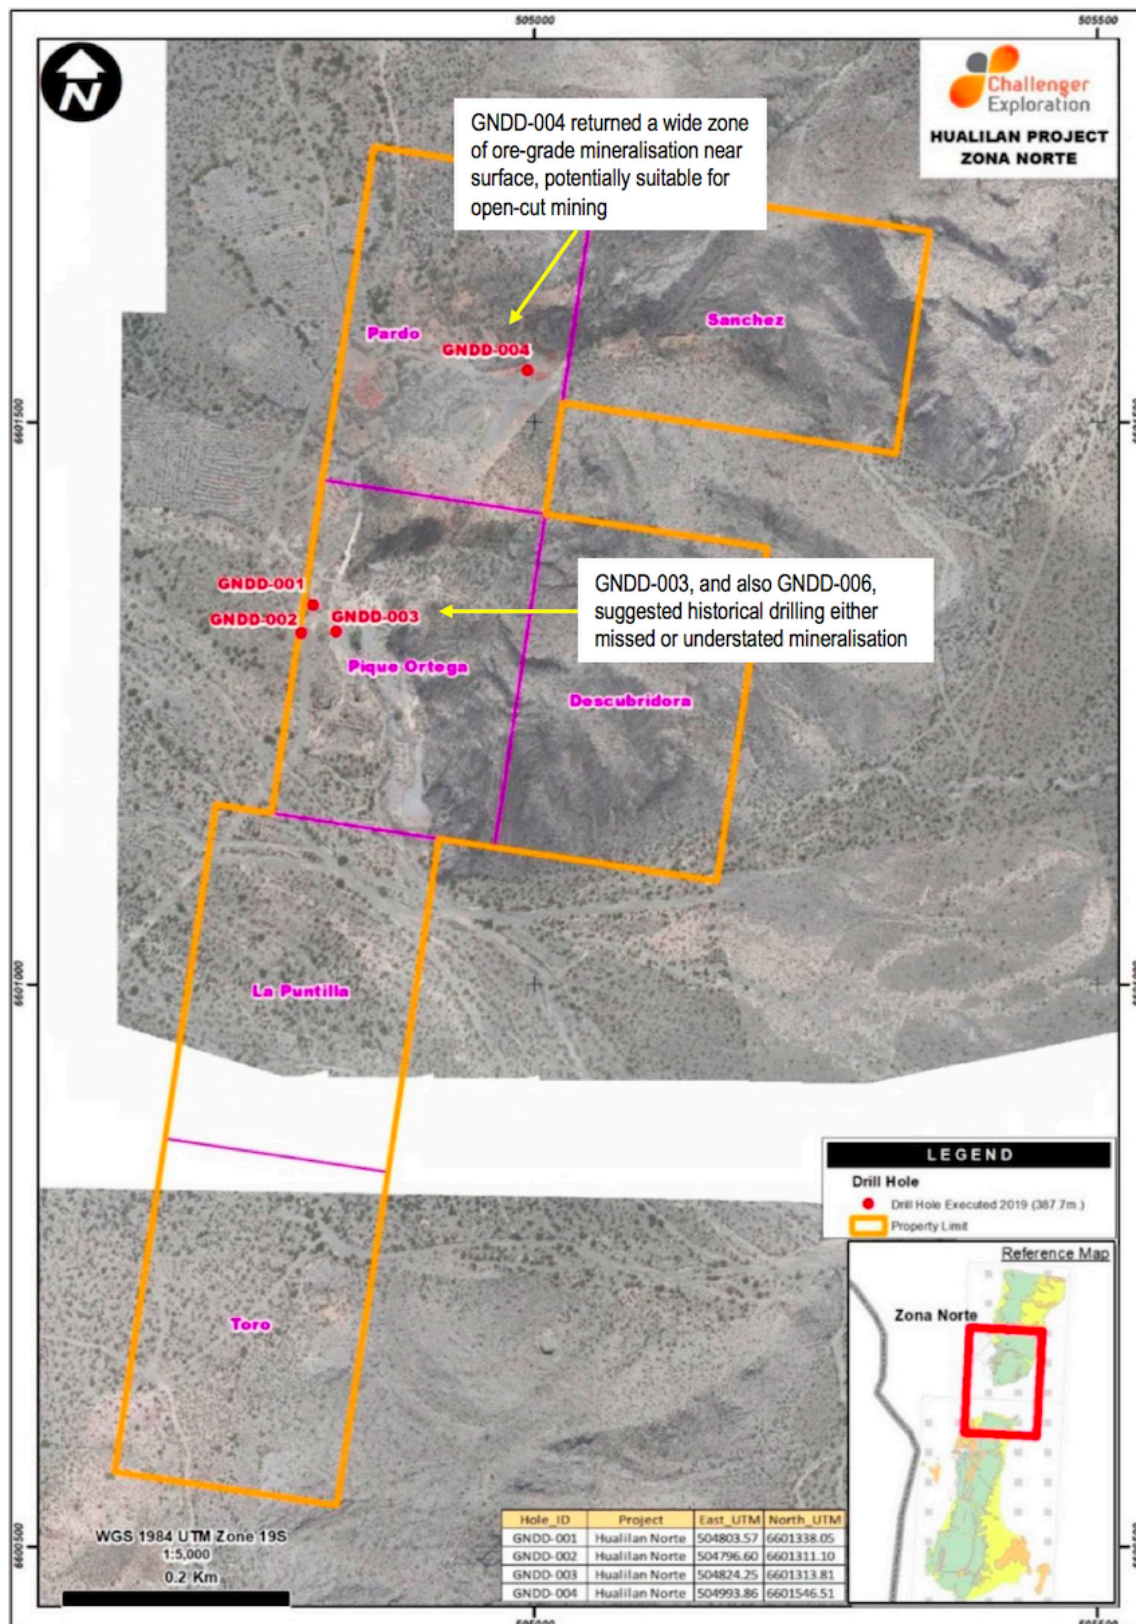 505000
505500
N
Challenger
Exploration
HUALILAN PROJECT
ZONA NORTE
GNDD-004 returned a wide zone
of ore-grade mineralisation near
surface, potentially suitable for
open-cut mining
Sanchez
Pardo
GNDD-004
6601500
GNDD-003, and also GNDD-006,
suggested historical drilling either
missed or understated mineralisation
GNDD-001
GNDD-002
GNDD-003
Pique Ortega
Descubridora
La Puntilla
6601000
LEGEND
Drill Hole
Drill Hole Executed 2019 (387.7m.)
Property Limit
Reference Map
Zona Norte
Toro
6600500
WGS 1984 UTM Zone 19S
1:5,000
0.2 Km
Hole_ID Project East_UTM North_UTM
GNDD-001 Hualilan Norte 504803.57 6601338.05
GNDD-002 Hualilan Norte 504796.60 6601311.10
GNDD-003 Hualilan Norte 504824.25 6601313.81
GNDD-004 Hualilan Norte 504993.86 6601546.51
505000